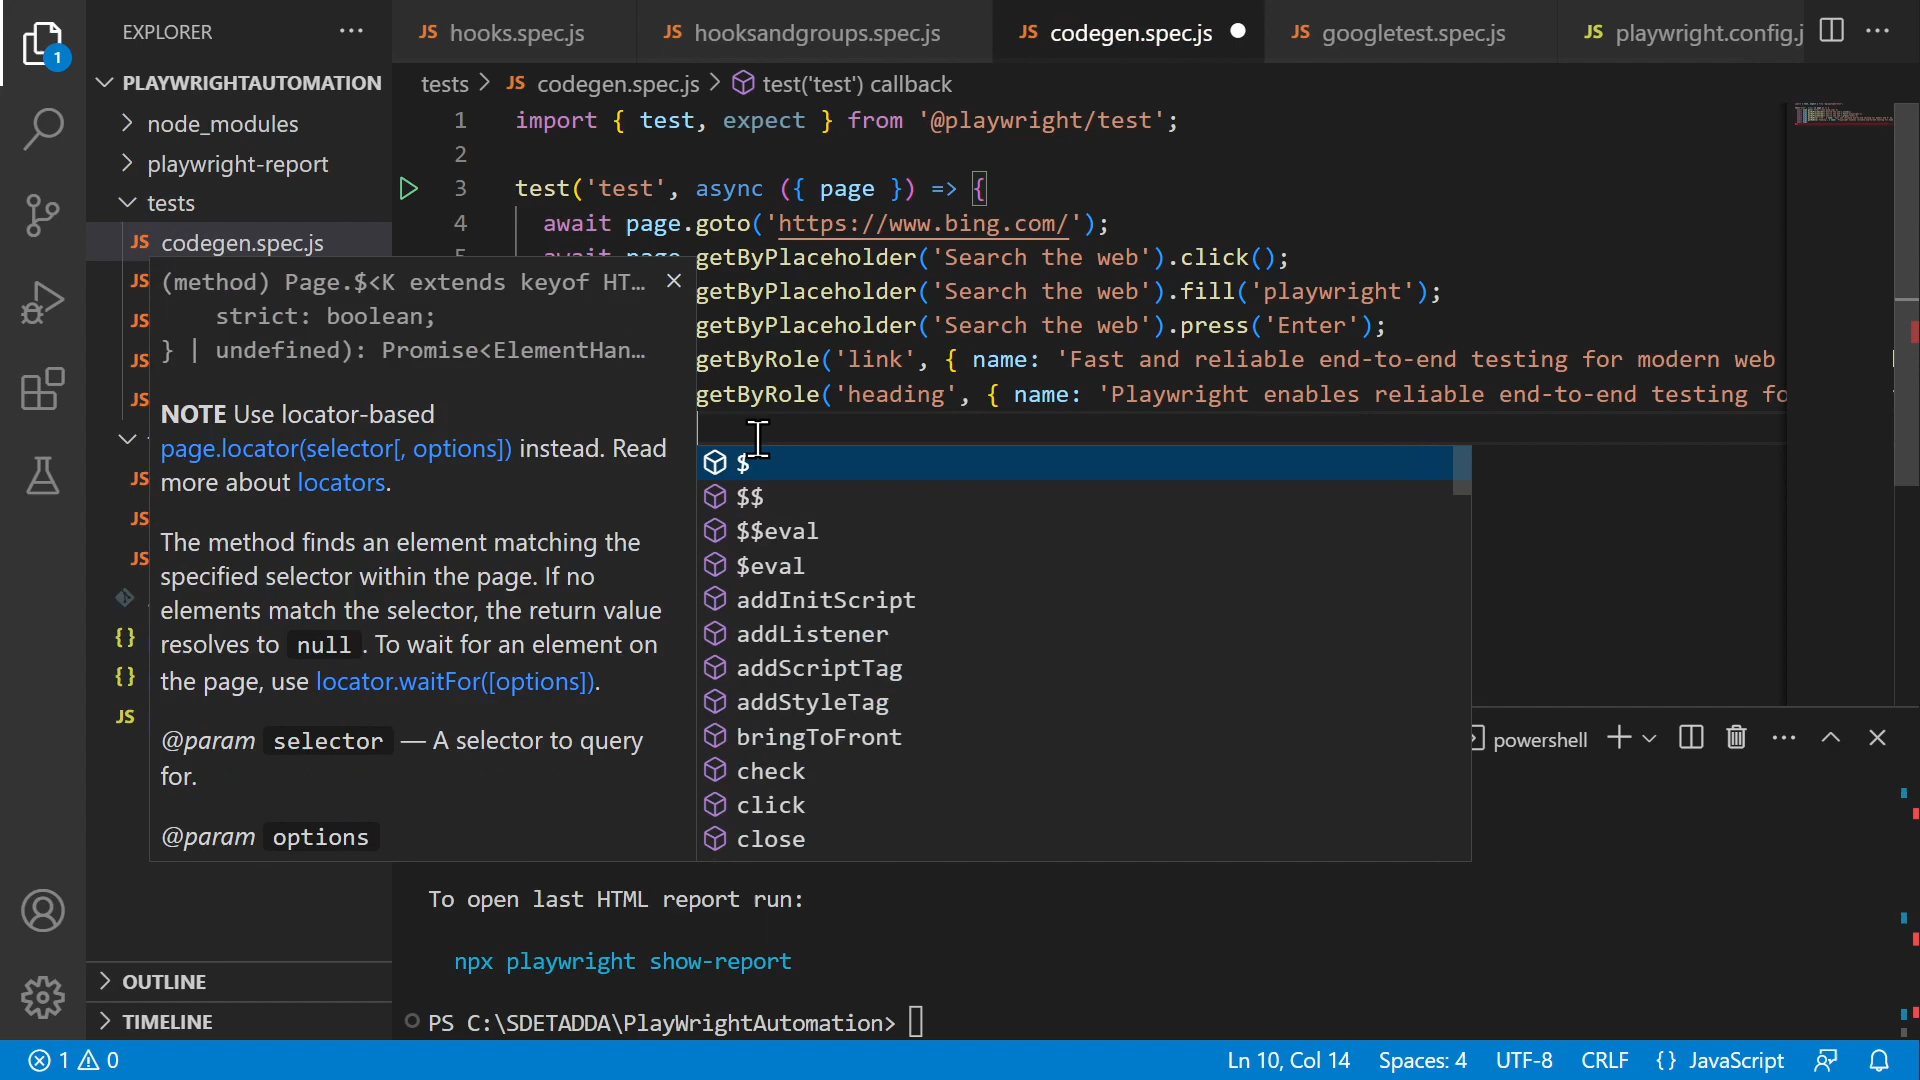 EXPLORER
hooks.spec.js
hooksandgroups.spec.js
codegen.spec.js
googletest.spec.js
playwright.config.j
1
PLAYWRIGHTAUTOMATION
node_modules
playwright-report
tests
JS codegen.spec.js
tests > JS codegen.spec.js > test('test') callback
1 import { test, expect } from '@playwright/test';
2
3 test('test', async ({ page }) => {
4 await page.goto('https://www.bing.com/');
getByPlaceholder('Search the web').click();
getByPlaceholder('Search the web').fill('playwright');
getByPlaceholder('Search the web').press('Enter');
getByRole('link', { name: 'Fast and reliable end-to-end testing for modern web
getByRole('heading', { name: 'Playwright enables reliable end-to-end testing fo
(method) Page.$<K extends keyof HT...
strict: boolean;
} | undefined): Promise<ElementHan...
NOTE Use locator-based
page.locator(selector[, options]) instead. Read
more about locators.
The method finds an element matching the
specified selector within the page. If no
elements match the selector, the return value
resolves to null . To wait for an element on
the page, use locator.waitFor([options]).
@param selector — A selector to query
for.
@param options
$
$$
$$eval
$eval
addInitScript
addListener
addScriptTag
addStyleTag
bringToFront
check
click
close
powershell
To open last HTML report run:
npx playwright show-report
PS C:\SDETADDA\PlayWrightAutomation>
OUTLINE
TIMELINE
1 0
Ln 10, Col 14 Spaces: 4 UTF-8 CRLF {} JavaScript